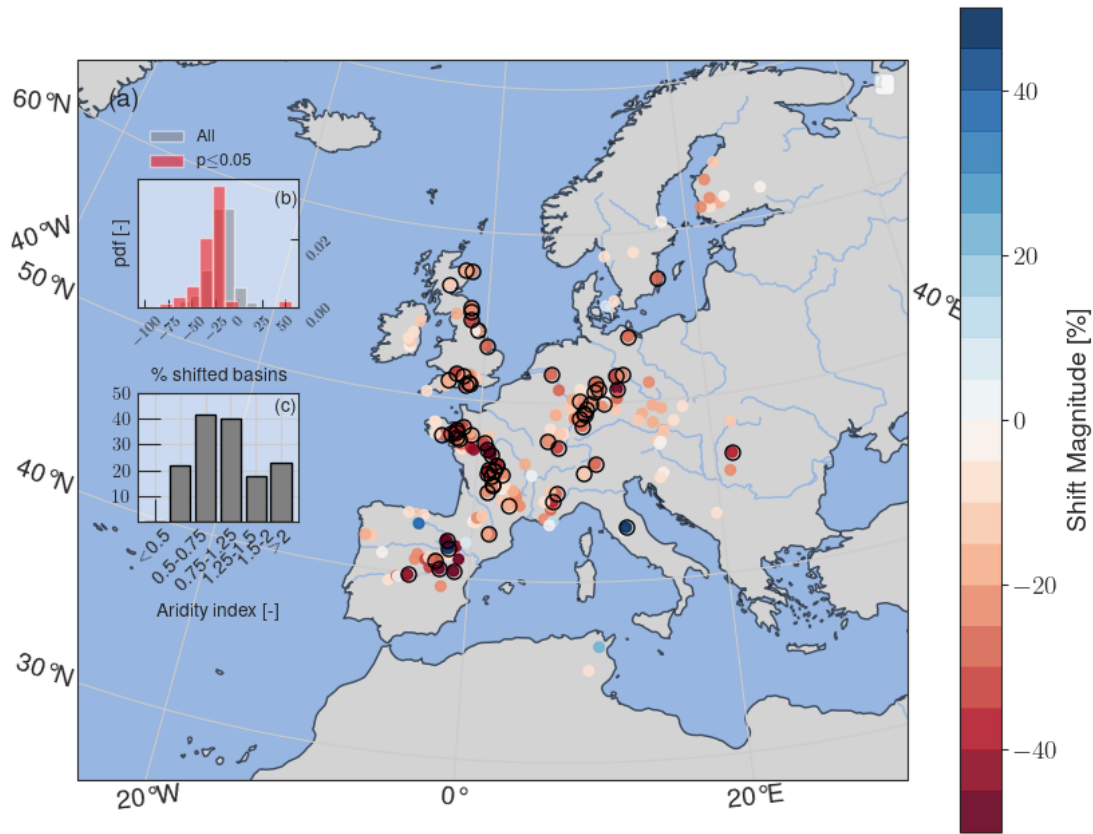 (a)
All
p≤0.05
(b)
pdf [-]
0.02
0.00
−100
−75
−50
−25
0
25
50
% shifted basins
(c)
50
40
30
20
10
<0.5
0.5-0.75
0.75-1.25
1.25-1.5
1.5-2
≥2
Aridity index [-]
60°N
40°N
50°N
40°N
30°N
20°W
0°
20°E
40°E
40
20
0
−20
−40
Shift Magnitude [%]